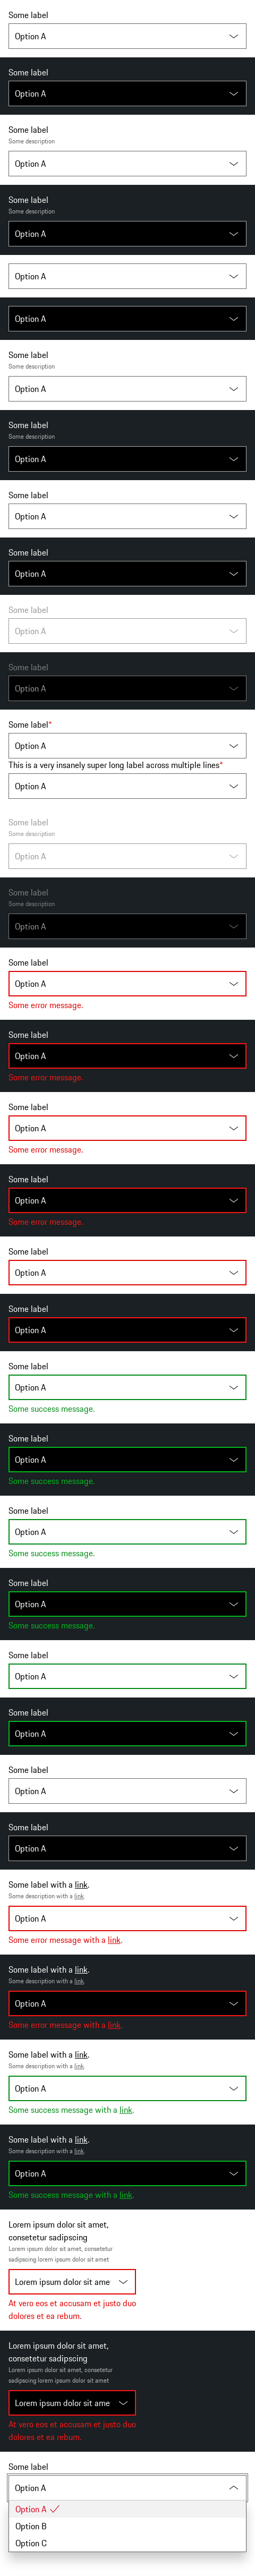 Some label
Option A
Some label
Option A
Some label
Some description
Option A
Some label
Some description
Option A
Option A
Option A
Some label
Some description
Option A
Some label
Some description
Option A
Some label
Option A
Some label
Option A
Some label
Option A
Some label
Option A
Some label*
Option A
This is a very insanely super long label across multiple lines*
Option A
Some label
Some description
Option A
Some label
Some description
Option A
Some label
Option A
Some error message.
Some label
Option A
Some error message.
Some label
Option A
Some error message.
Some label
Option A
Some error message.
Some label
Option A
Some label
Option A
Some label
Option A
Some success message.
Some label
Option A
Some success message.
Some label
Option A
Some success message.
Some label
Option A
Some success message.
Some label
Option A
Some label
Option A
Some label
Option A
Some label
Option A
Some label with a link.
Some description with a link.
Option A
Some error message with a link.
Some label with a link.
Some description with a link.
Option A
Some error message with a link.
Some label with a link.
Some description with a link.
Option A
Some success message with a link.
Some label with a link.
Some description with a link.
Option A
Some success message with a link.
Lorem ipsum dolor sit amet,
consetetur sadipscing
Lorem ipsum dolor sit amet, consetetur
sadipscing lorem ipsum dolor sit amet
Lorem ipsum dolor sit ame
At vero eos et accusam et justo duo
dolores et ea rebum.
Lorem ipsum dolor sit amet,
consetetur sadipscing
Lorem ipsum dolor sit amet, consetetur
sadipscing lorem ipsum dolor sit amet
Lorem ipsum dolor sit ame
At vero eos et accusam et justo duo
dolores et ea rebum.
Some label
Option A
Option A
Option B
Option C